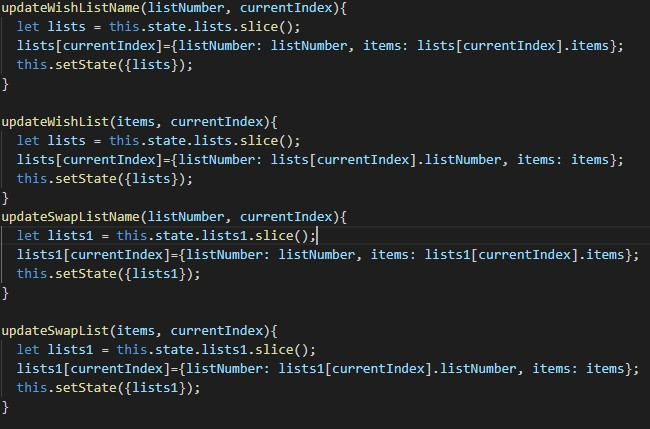 updateWishListName(listNumber, currentIndex){
  let lists = this.state.lists.slice();
  lists[currentIndex]={listNumber: listNumber, items: lists[currentIndex].items};
  this.setState({lists});
}

updateWishList(items, currentIndex){
  let lists = this.state.lists.slice();
  lists[currentIndex]={listNumber: lists[currentIndex].listNumber, items: items};
  this.setState({lists});
}
updateSwapListName(listNumber, currentIndex){
  let lists1 = this.state.lists1.slice();
  lists1[currentIndex]={listNumber: listNumber, items: lists1[currentIndex].items};
  this.setState({lists1});
}

updateSwapList(items, currentIndex){
  let lists1 = this.state.lists1.slice();
  lists1[currentIndex]={listNumber: lists1[currentIndex].listNumber, items: items};
  this.setState({lists1});
}